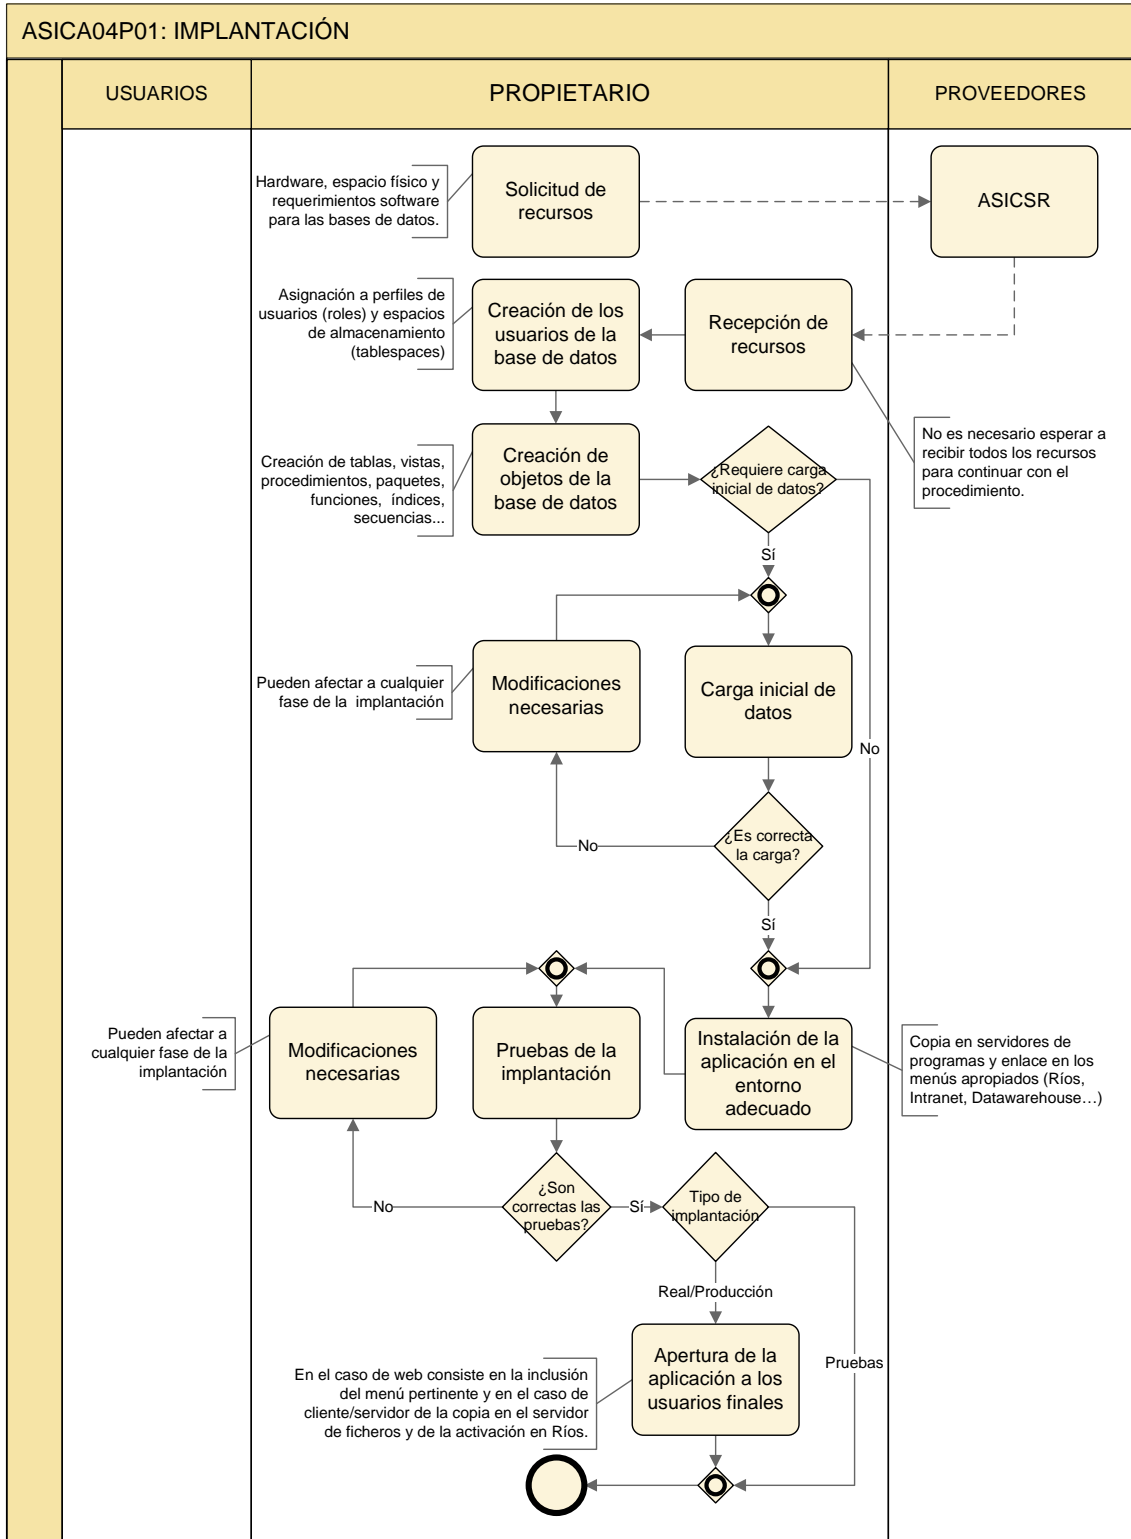 ASICA04P01: IMPLANTACIÓN
USUARIOS
PROPIETARIO
PROVEEDORES
Hardware, espacio físico y
requerimientos software
para las bases de datos.
Solicitud de
recursos
ASICSR
Asignación a perfiles de
usuarios (roles) y espacios
de almacenamiento
(tablespaces)
Creación de los
usuarios de la
base de datos
Recepción de
recursos
No es necesario esperar a
recibir todos los recursos
para continuar con el
procedimiento.
Creación de tablas, vistas,
procedimientos, paquetes,
funciones, índices,
secuencias...
Creación de
objetos de la
base de datos
¿Requiere carga
inicial de datos?
Sí
Pueden afectar a cualquier
fase de la implantación
Modificaciones
necesarias
Carga inicial de
datos
No
¿Es correcta
la carga?
No
Sí
Pueden afectar a
cualquier fase de la
implantación
Modificaciones
necesarias
Pruebas de la
implantación
Instalación de la
aplicación en el
entorno
adecuado
Copia en servidores de
programas y enlace en los
menús apropiados (Ríos,
Intranet, Datawarehouse…)
¿Son
correctas las
pruebas?
No
Sí
Tipo de
implantación
Real/Producción
Pruebas
En el caso de web consiste en la inclusión
del menú pertinente y en el caso de
cliente/servidor de la copia en el servidor
de ficheros y de la activación en Ríos.
Apertura de la
aplicación a los
usuarios finales